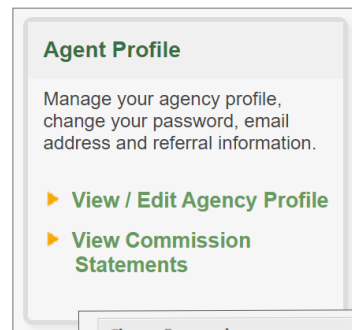 Agent Profile
Manage your agency profile,
change your password, email
address and referral information.
View / Edit Agency Profile
View Commission
Statements